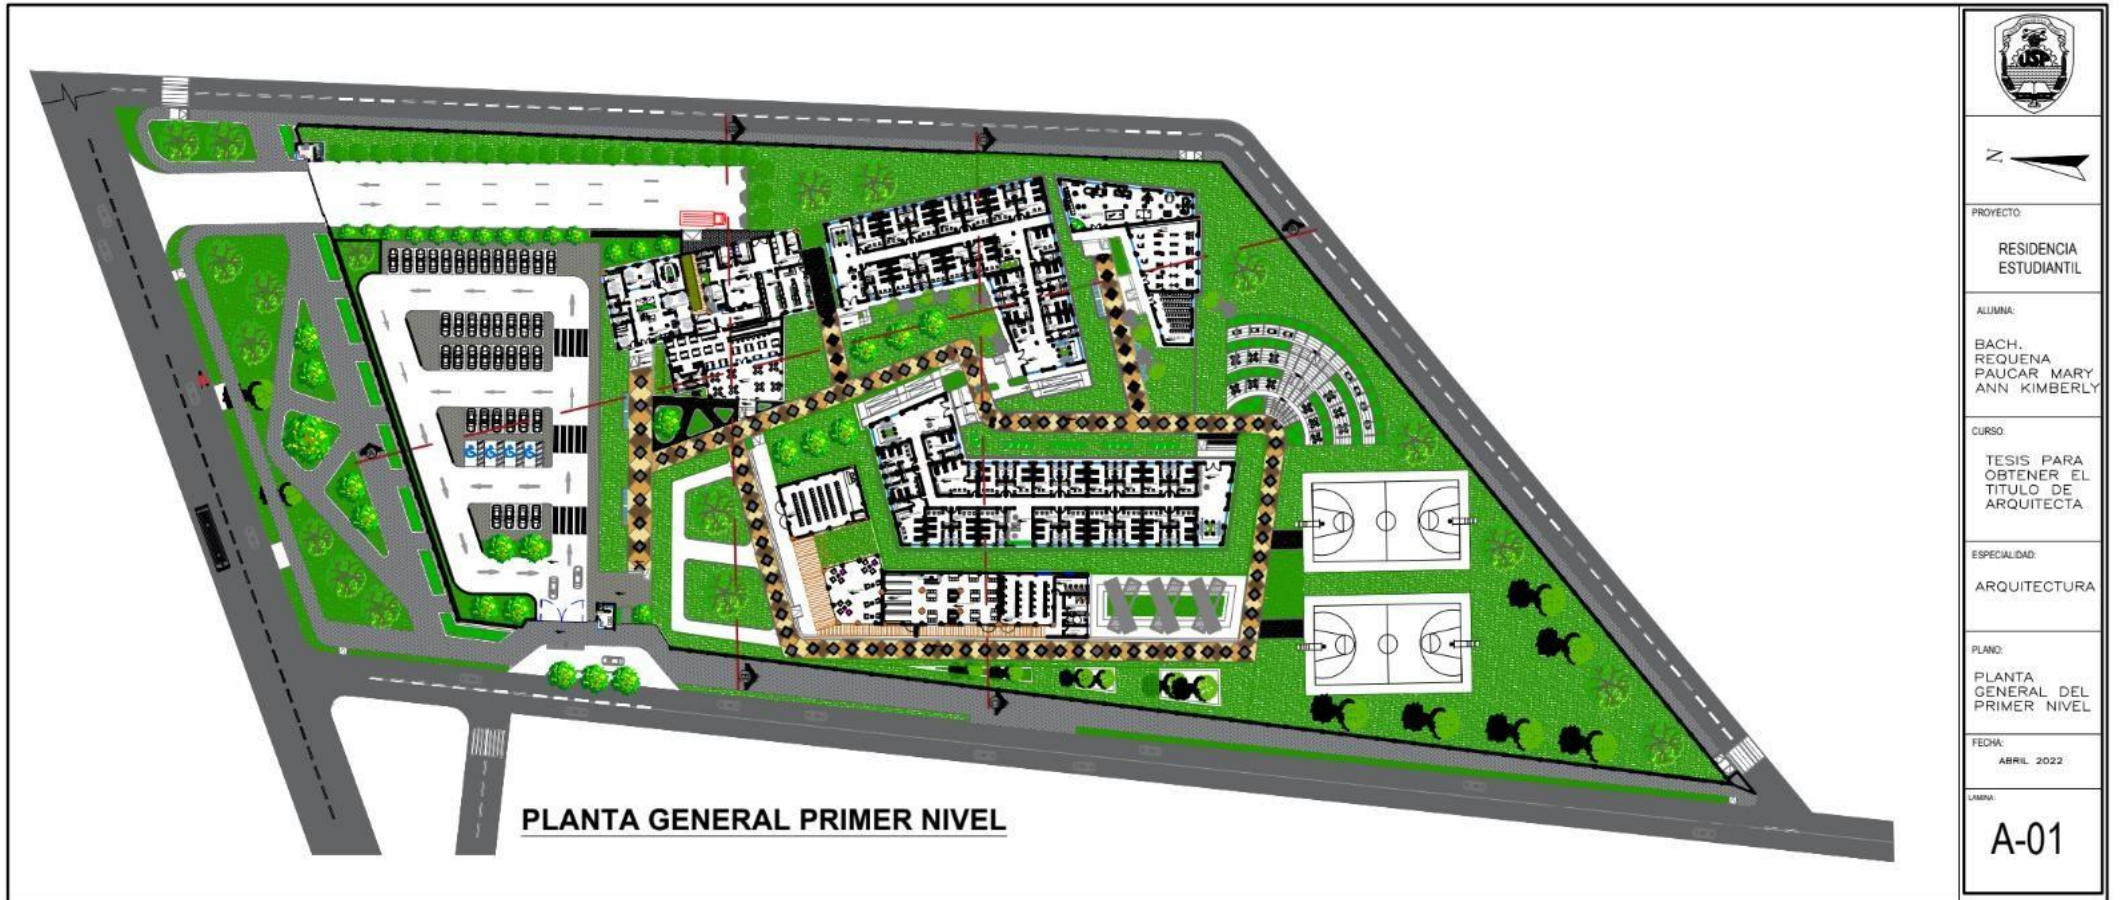 USP
N
PROYECTO:
RESIDENCIA
ESTUDIANTIL
ALUMNA:
BACH.
REQUENA
PAUCAR MARY
ANN KIMBERLY
CURSO:
TESIS PARA
OBTENER EL
TITULO DE
ARQUITECTA
ESPECIALIDAD:
ARQUITECTURA
PLANO:
PLANTA
GENERAL DEL
PRIMER NIVEL
FECHA:
ABRIL 2022
LAMINA:
A-01
PLANTA GENERAL PRIMER NIVEL